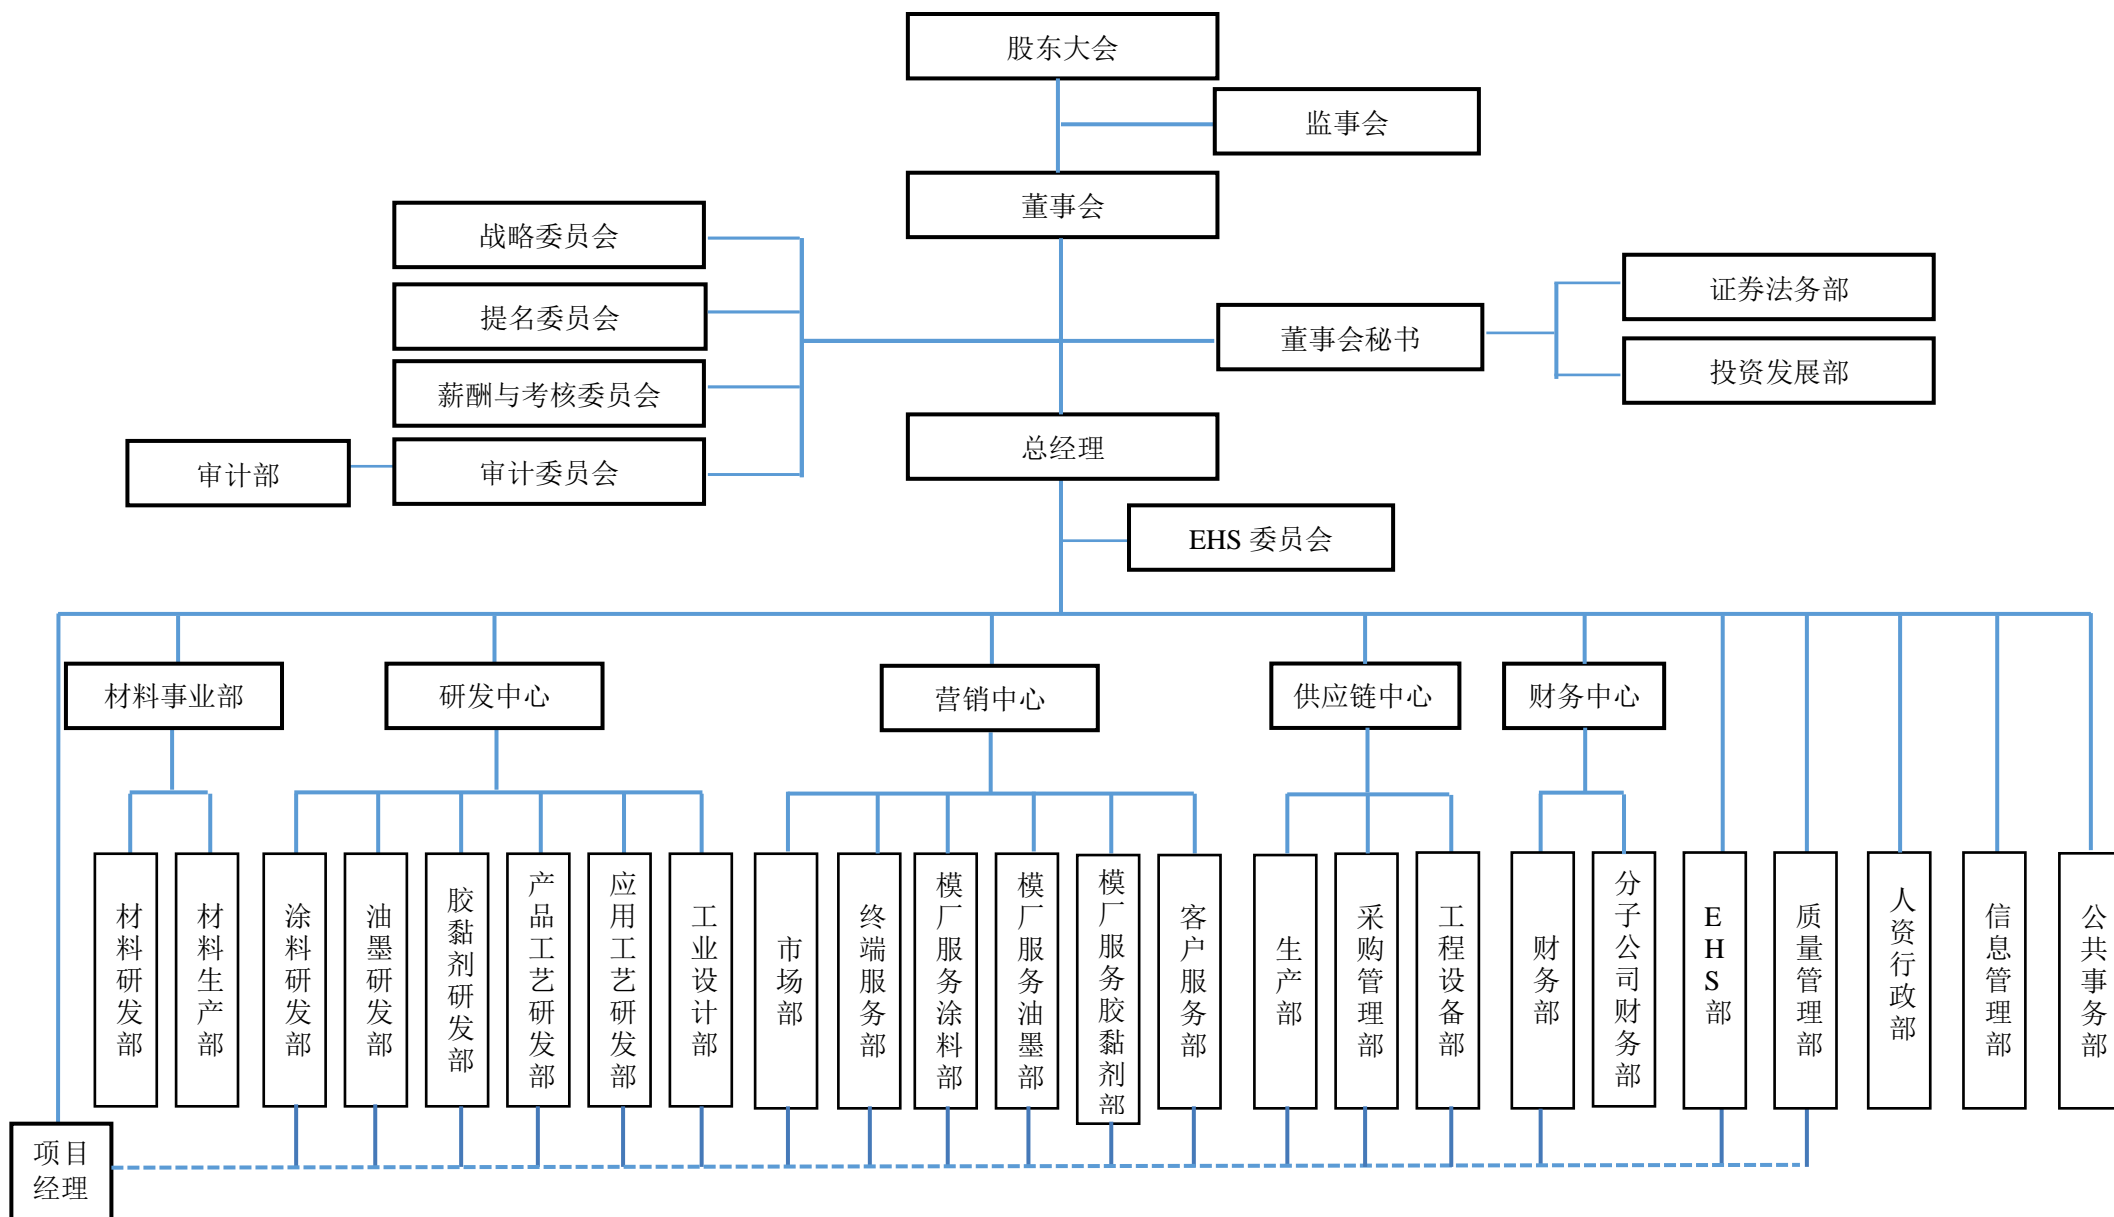 股东大会
监事会
董事会
战略委员会
证券法务部
提名委员会
董事会秘书
投资发展部
薪酬与考核委员会
总经理
审计部
审计委员会
EHS 委员会
材料事业部
研发中心
营销中心
供应链中心
财务中心
材料研发部
材料生产部
涂料研发部
油墨研发部
胶黏剂研发部
产品工艺研发部
应用工艺研发部
工业设计部
市场部
终端服务部
模厂服务涂料部
模厂服务油墨部
模厂服务胶黏剂部
客户服务部
生产部
采购管理部
工程设备部
财务部
分子公司财务部
EHS部
质量管理部
人资行政部
信息管理部
公共事务部
项目
经理